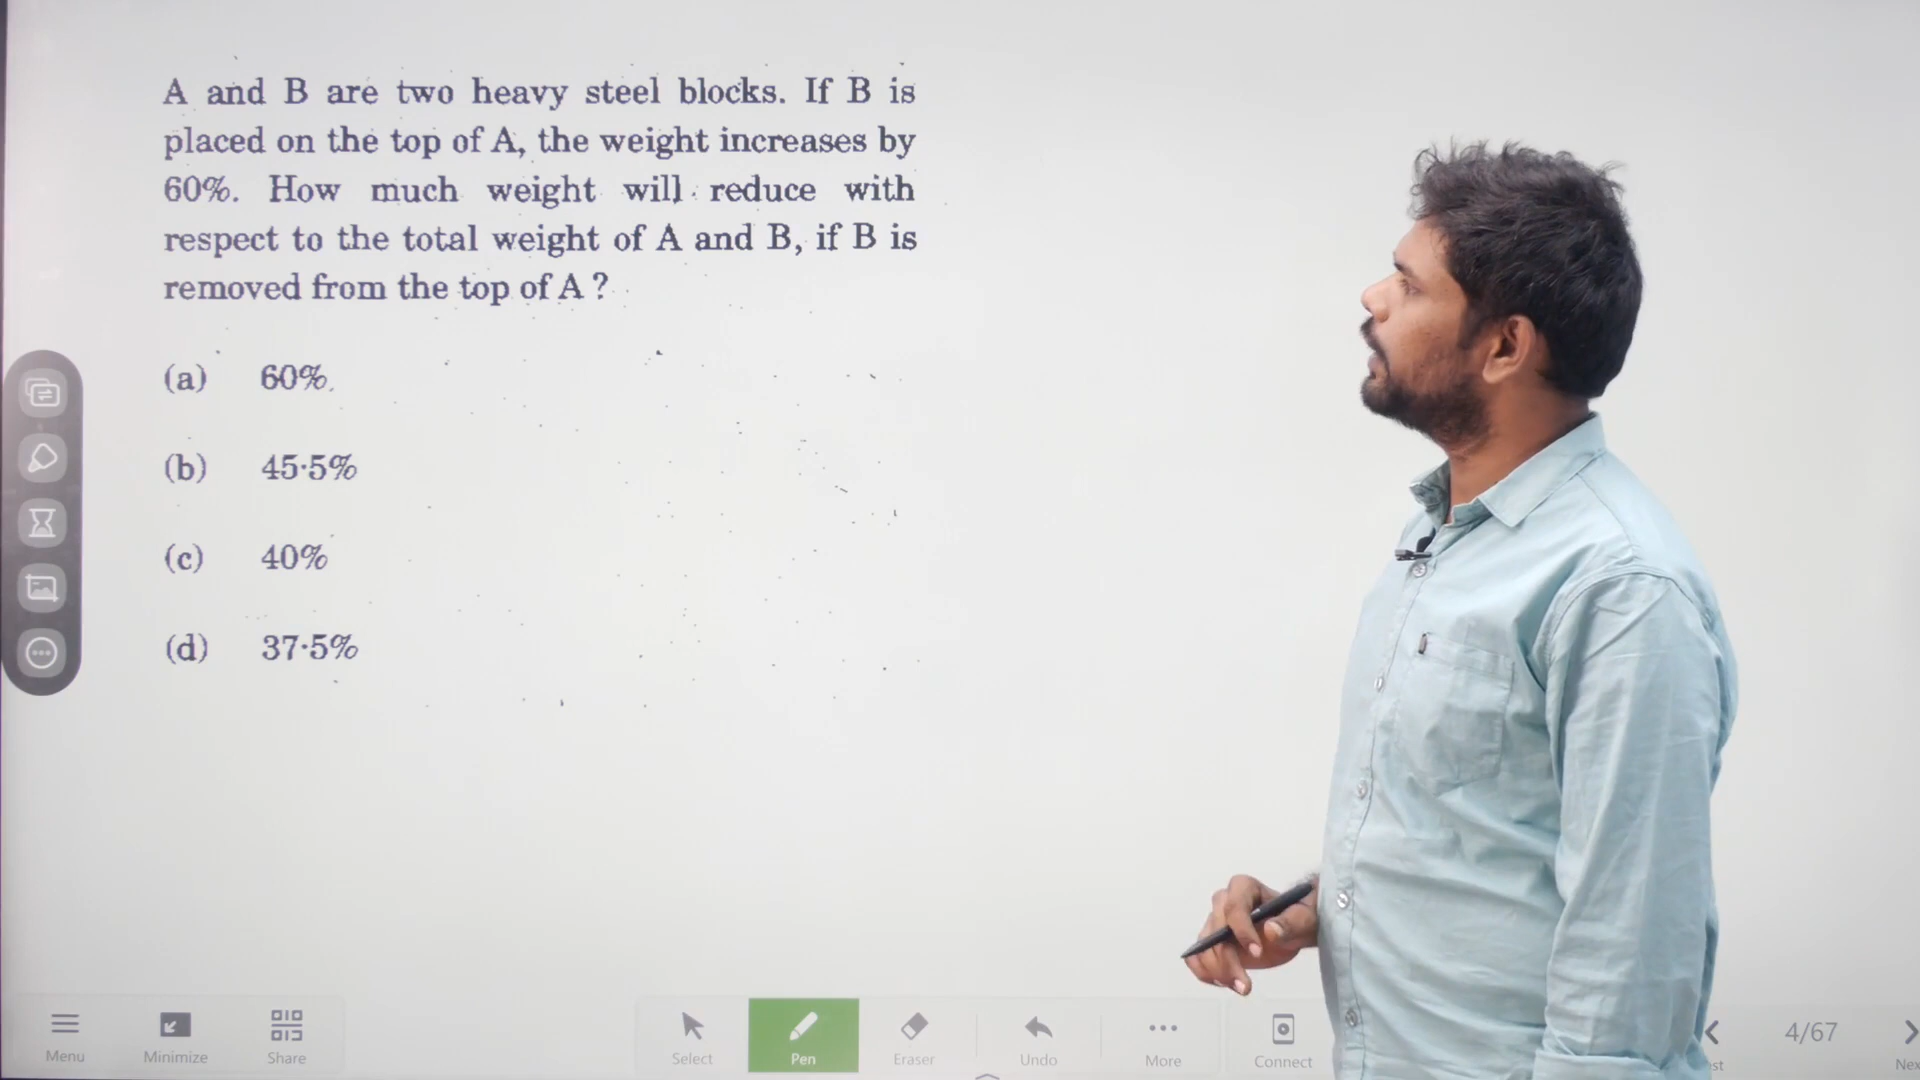 A and B are two heavy steel blocks. If B is
placed on the top of A, the weight increases by
60%. How much weight will reduce with
respect to the total weight of A and B, if B is
removed from the top of A ?
(a) 60%
(b) 45·5%
(c) 40%
(d) 37·5%
Menu Minimize Share Select Pen Eraser Undo More Connect 4/67